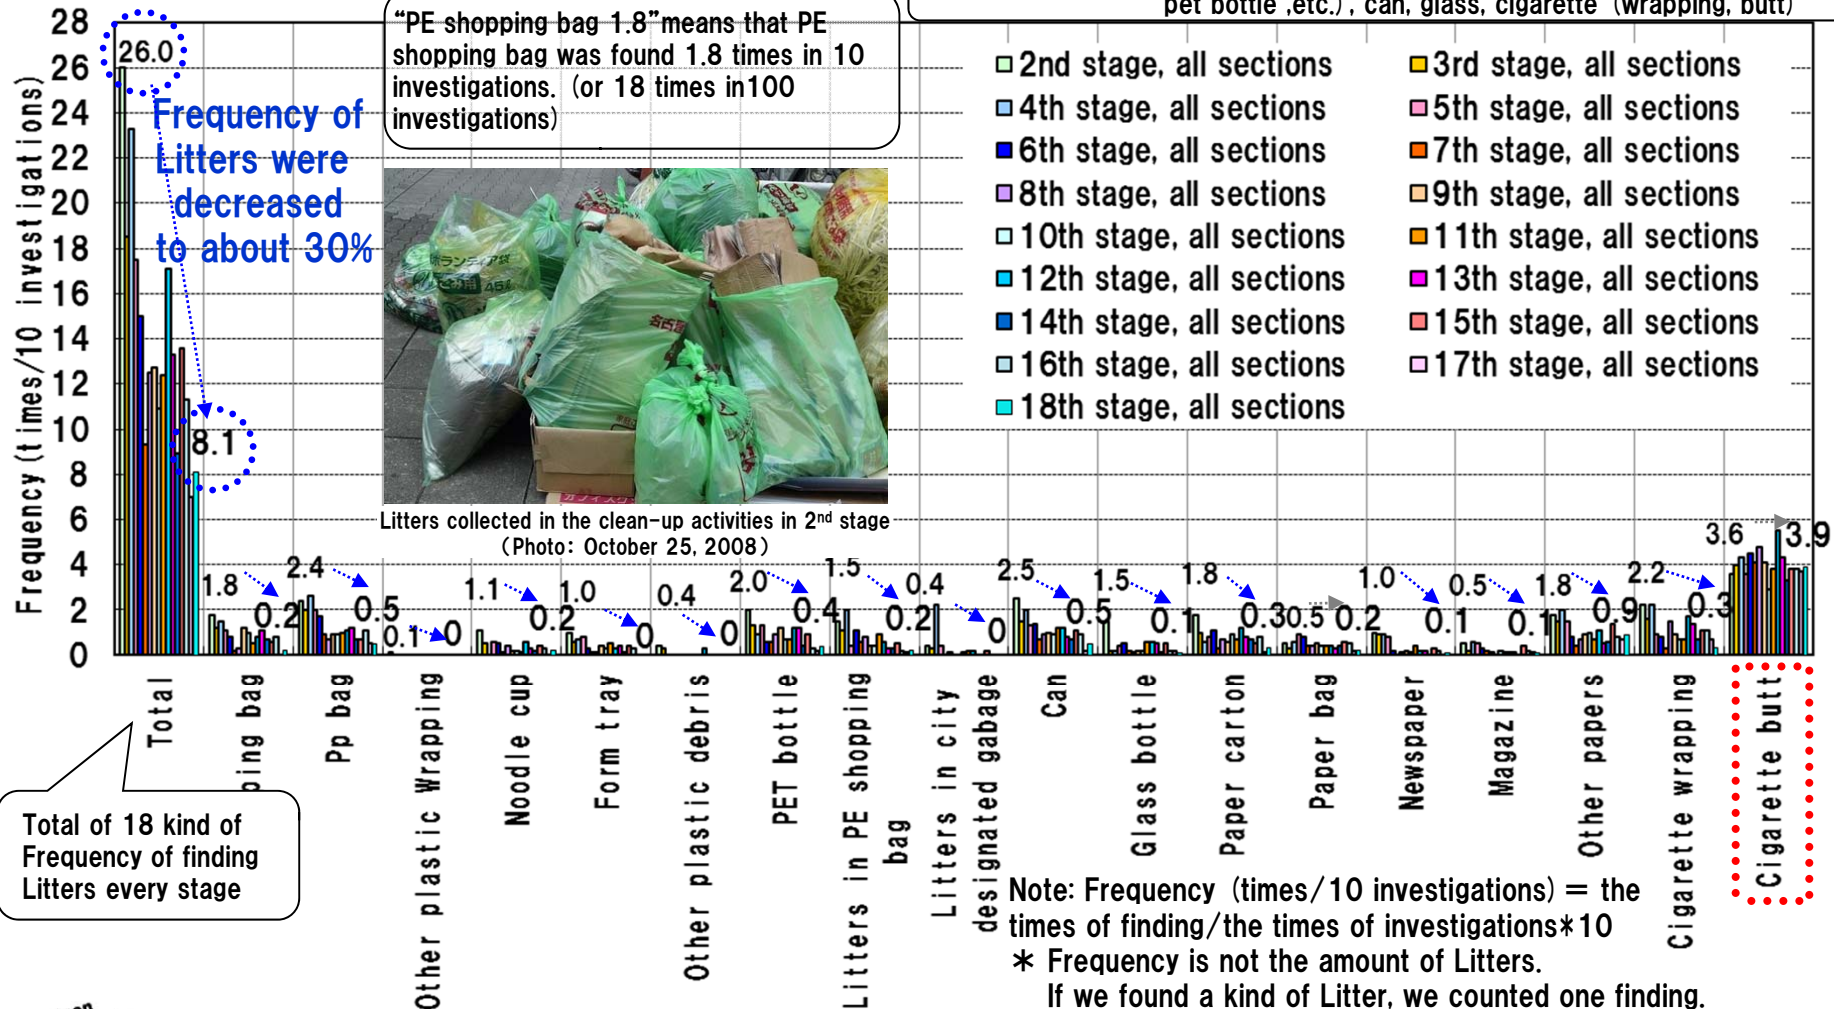 pet bottle ,etc.), can, glass, cigarette (wrapping, butt)
“PE shopping bag 1.8”means that PE
shopping bag was found 1.8 times in 10
investigations. (or 18 times in100
investigations)
Frequency (times/10 investigations)
28
26
24
22
20
18
16
14
12
10
8
6
4
2
0
26.0
Frequency of
Litters were
decreased
to about 30%
8.1
2nd stage, all sections
3rd stage, all sections
4th stage, all sections
5th stage, all sections
6th stage, all sections
7th stage, all sections
8th stage, all sections
9th stage, all sections
10th stage, all sections
11th stage, all sections
12th stage, all sections
13th stage, all sections
14th stage, all sections
15th stage, all sections
16th stage, all sections
17th stage, all sections
18th stage, all sections
ボランティア袋
45ℓ
名古屋
Litters collected in the clean-up activities in 2nd stage
(Photo: October 25, 2008)
1.8
0.2
2.4
0.5
0.1
0
1.1
0.2
1.0
0
0.4
0
2.0
0.4
1.5
0.2
0.4
0
2.5
0.5
1.5
0.1
1.8
0.3
0.5
0.2
1.0
0.1
0.5
0.1
1.8
0.9
2.2
0.3
3.6
3.9
Total
ping bag
Pp bag
Other plastic Wrapping
Noodle cup
Form tray
Other plastic debris
PET bottle
Litters in PE shopping
bag
Litters in city
designated gabbage
Can
Glass bottle
Paper carton
Paper bag
Newspaper
Magazine
Other papers
Cigarette wrapping
Cigarette butt
Total of 18 kind of
Frequency of finding
Litters every stage
Note: Frequency (times/10 investigations) = the
times of finding/the times of investigations*10
* Frequency is not the amount of Litters.
If we found a kind of Litter, we counted one finding.